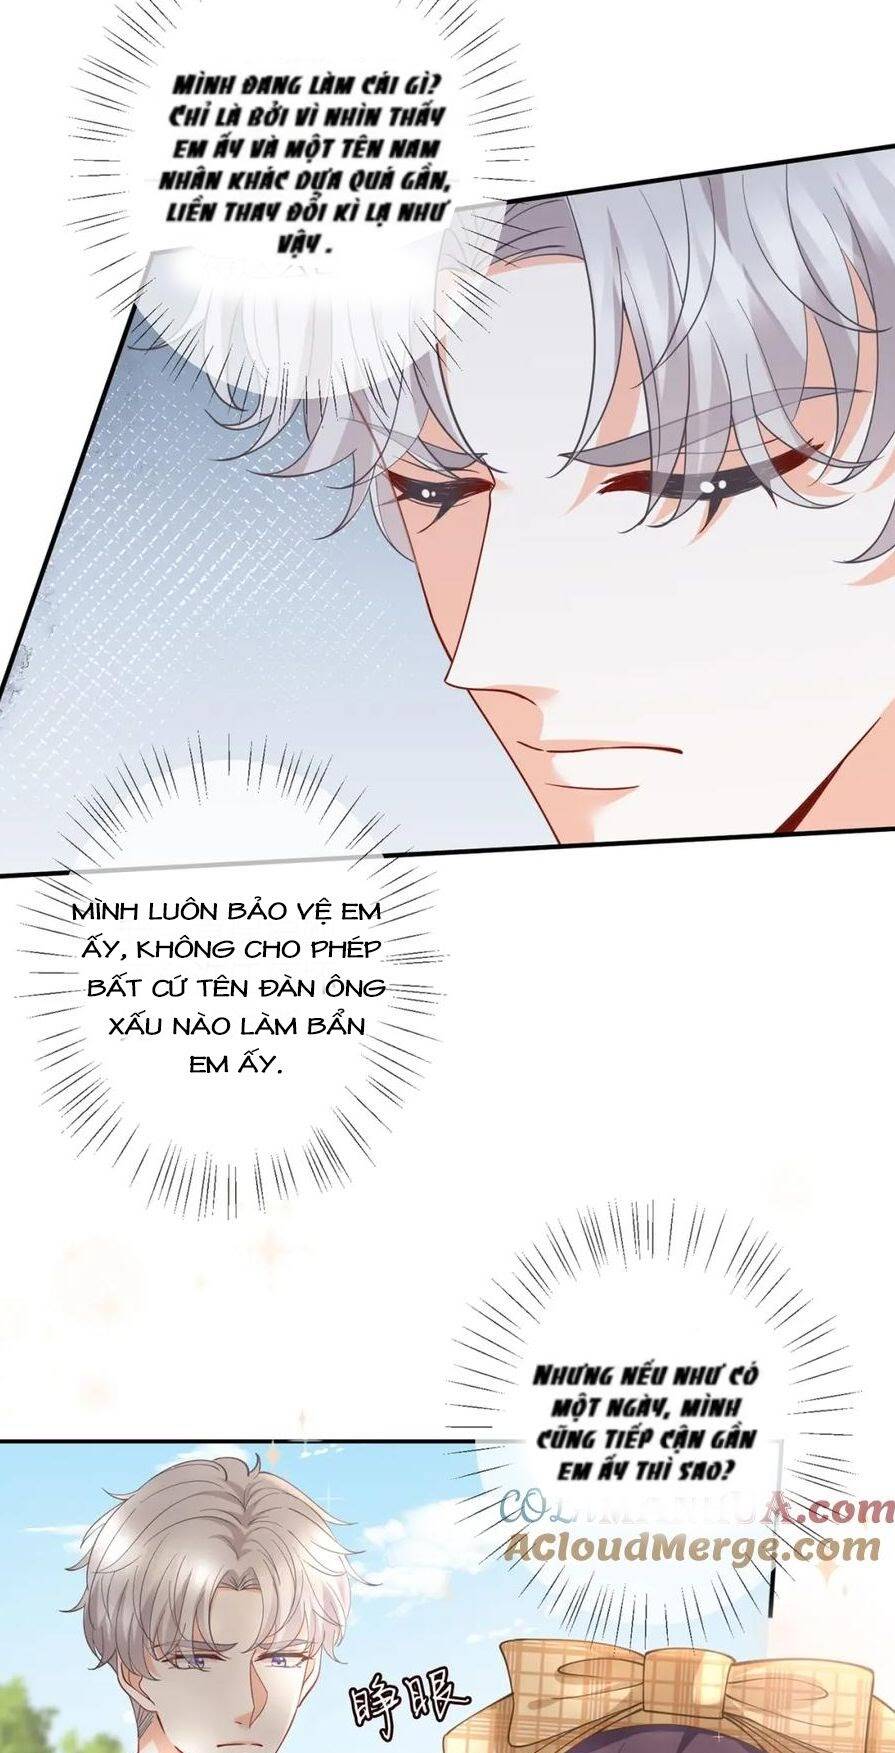 MÌNH ĐANG LÀM CÁI GÌ?
CHỈ LÀ BỞI VÌ NHÌN THẤY
EM ẤY VÀ MỘT TÊN NAM
NHÂN KHÁC DỰA QUÁ GẦN,
LIỀN THAY ĐỔI KÌ LẠ NHƯ
VẬY .
MÌNH LUÔN BẢO VỆ EM
ẤY, KHÔNG CHO PHÉP
BẤT CỨ TÊN ĐÀN ÔNG
XẤU NÀO LÀM BẨN
EM ẤY.
NHƯNG NẾU NHƯ CÓ
MỘT NGÀY, MÌNH
CŨNG TIẾP CẬN GẦN
EM ẤY THÌ SAO?
COLAMANHUA.com
ACloudMerge.com
睁眼